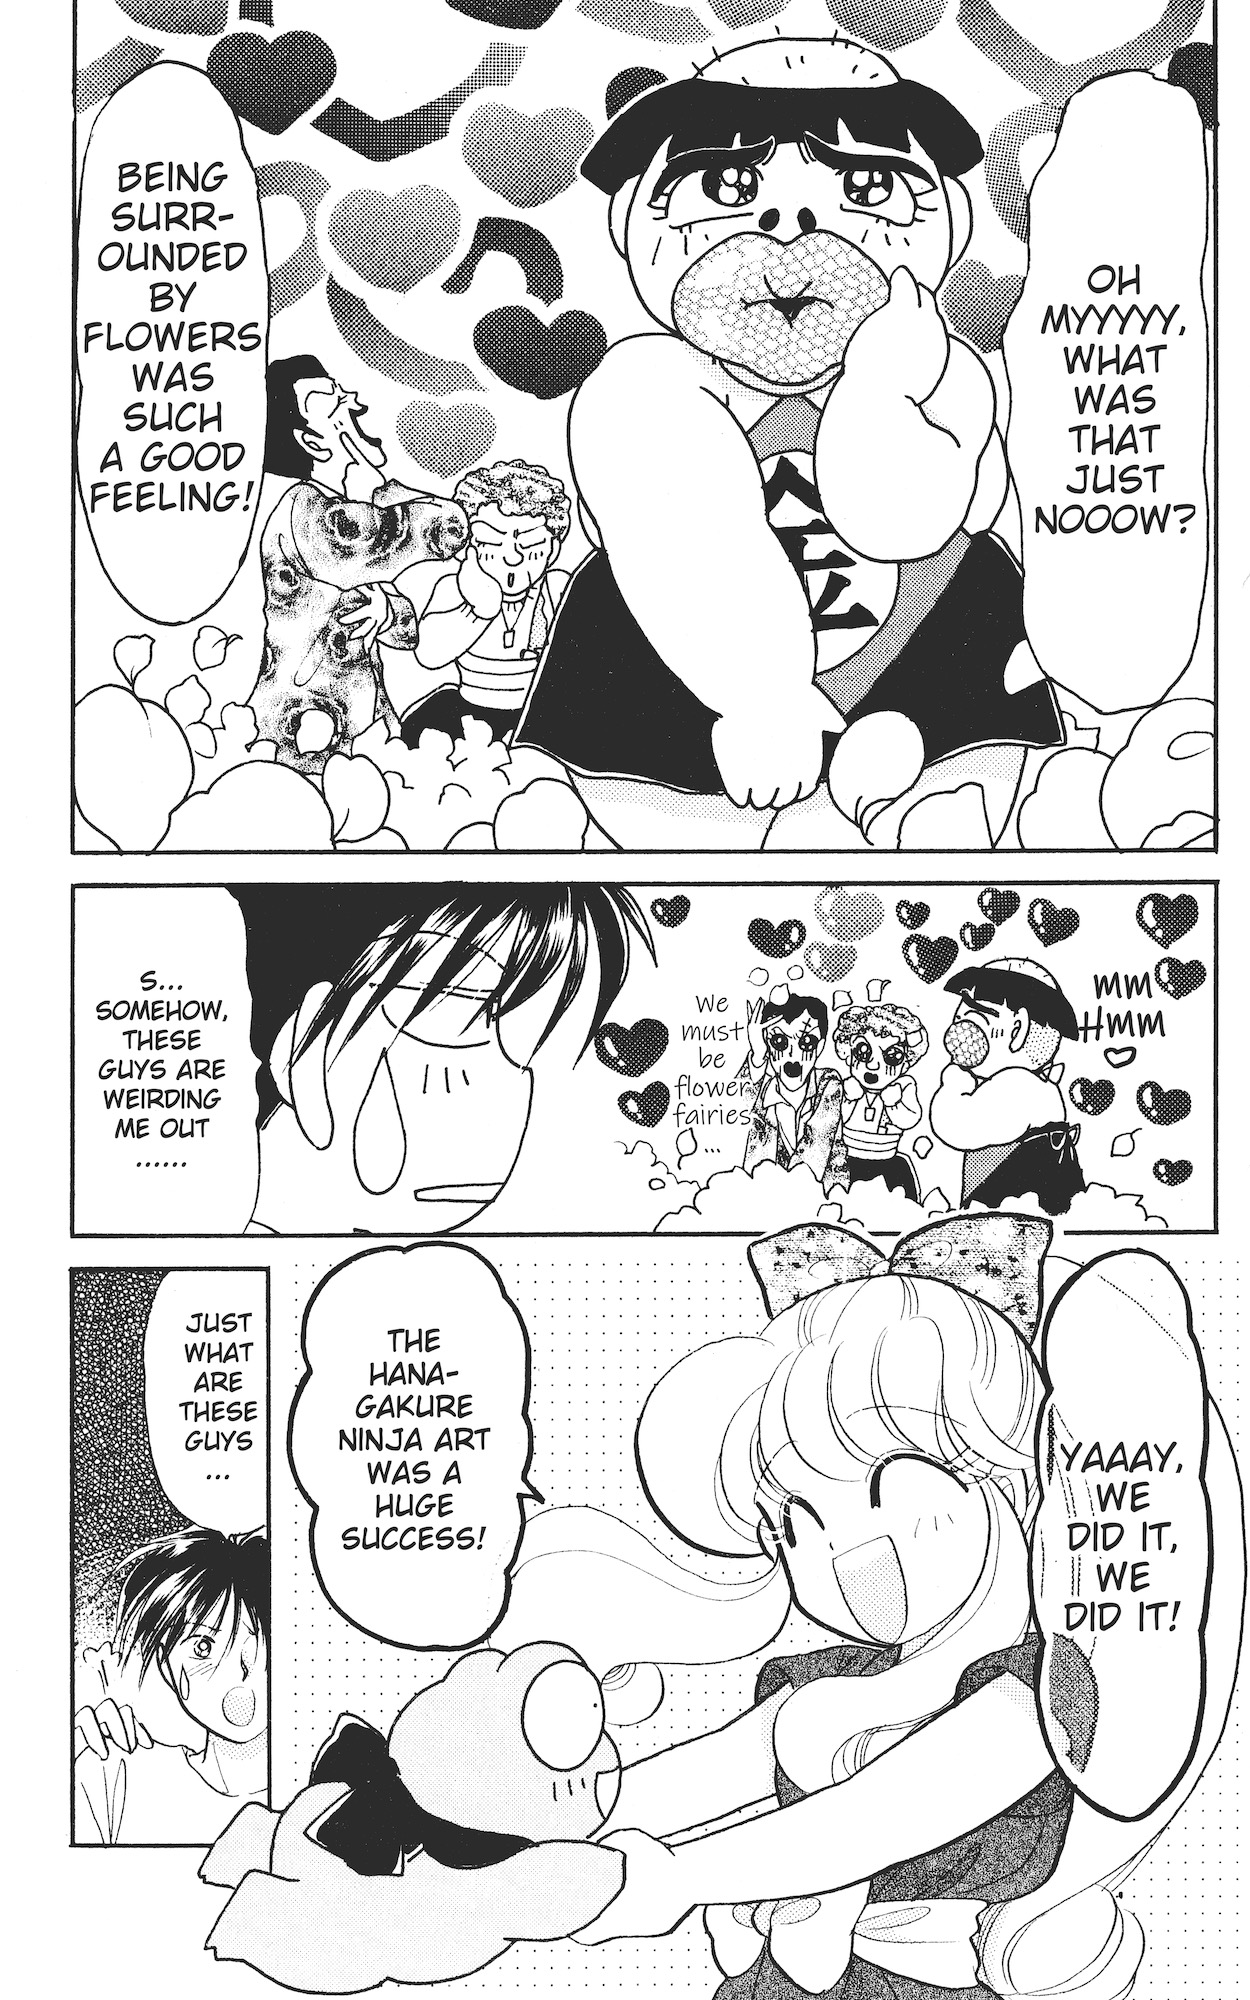 OH
MYYYYY,
WHAT
WAS
THAT
JUST
NOOOW?
金
BEING
SURR-
OUNDED
BY
FLOWERS
WAS
SUCH
A GOOD
FEELING!
MM
HMM
We
must
be
flower
fairies
...
S...
SOMEHOW,
THESE
GUYS ARE
WEIRDING
ME OUT
......
YAAAY,
WE
DID IT,
WE
DID IT!
THE
HANA-
GAKURE
NINJA ART
WAS A
HUGE
SUCCESS!
JUST
WHAT
ARE
THESE
GUYS
...